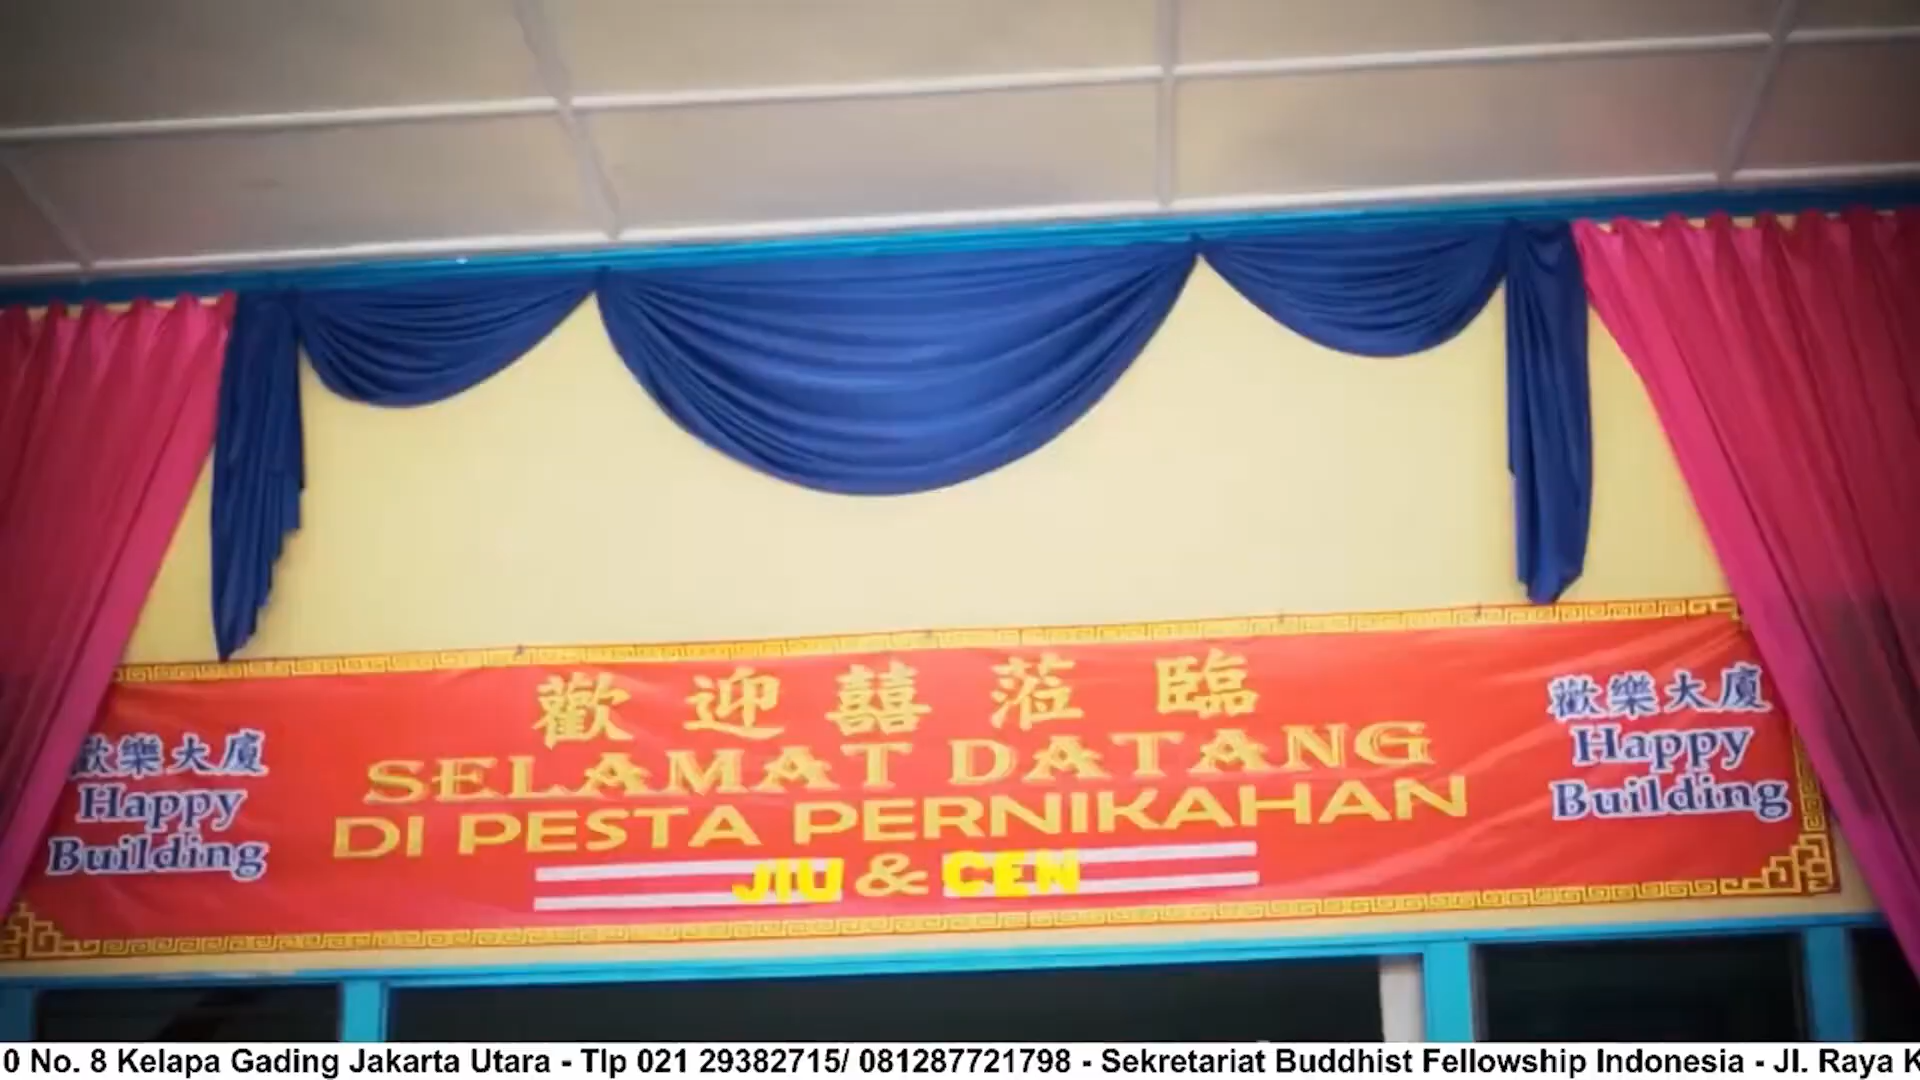 歡迎囍蒞臨
SELAMAT DATANG
DI PESTA PERNIKAHAN
JIU & CEN
歡樂大廈
Happy
Building
歡樂大廈
Happy
Building
0 No. 8 Kelapa Gading Jakarta Utara - Tlp 021 29382715/ 081287721798 - Sekretariat Buddhist Fellowship Indonesia - Jl. Raya K